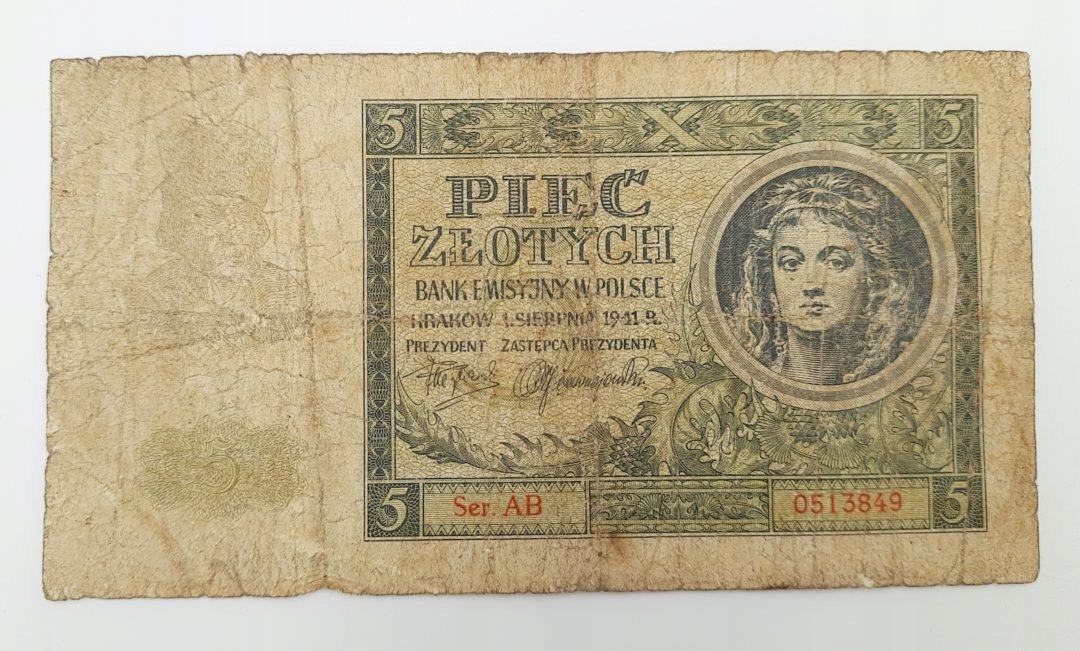 5 5
PIĘĆ
ZŁOTYCH
BANK EMISYJNY W POLSCE
KRAKÓW 1. SIERPNIA 1941 R.
PREZYDENT ZASTĘPCA PREZYDENTA
5 Ser. AB 0513849 5
5